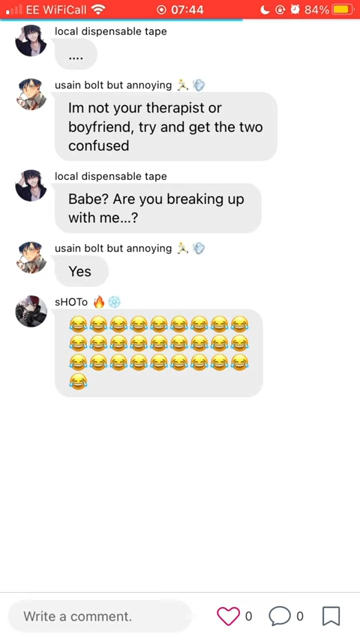 EE WiFiCall 07:44 84%
local dispensable tape
....
usain bolt but annoying 🏃💨
Im not your therapist or
boyfriend, try and get the two
confused
local dispensable tape
Babe? Are you breaking up
with me...?
usain bolt but annoying 🏃💨
Yes
sHOTo 🔥❄️
😂😂😂😂😂😂😂😂😂
😂😂😂😂😂😂😂😂😂
😂😂😂😂😂😂😂😂😂
😂
Write a comment. 0 0